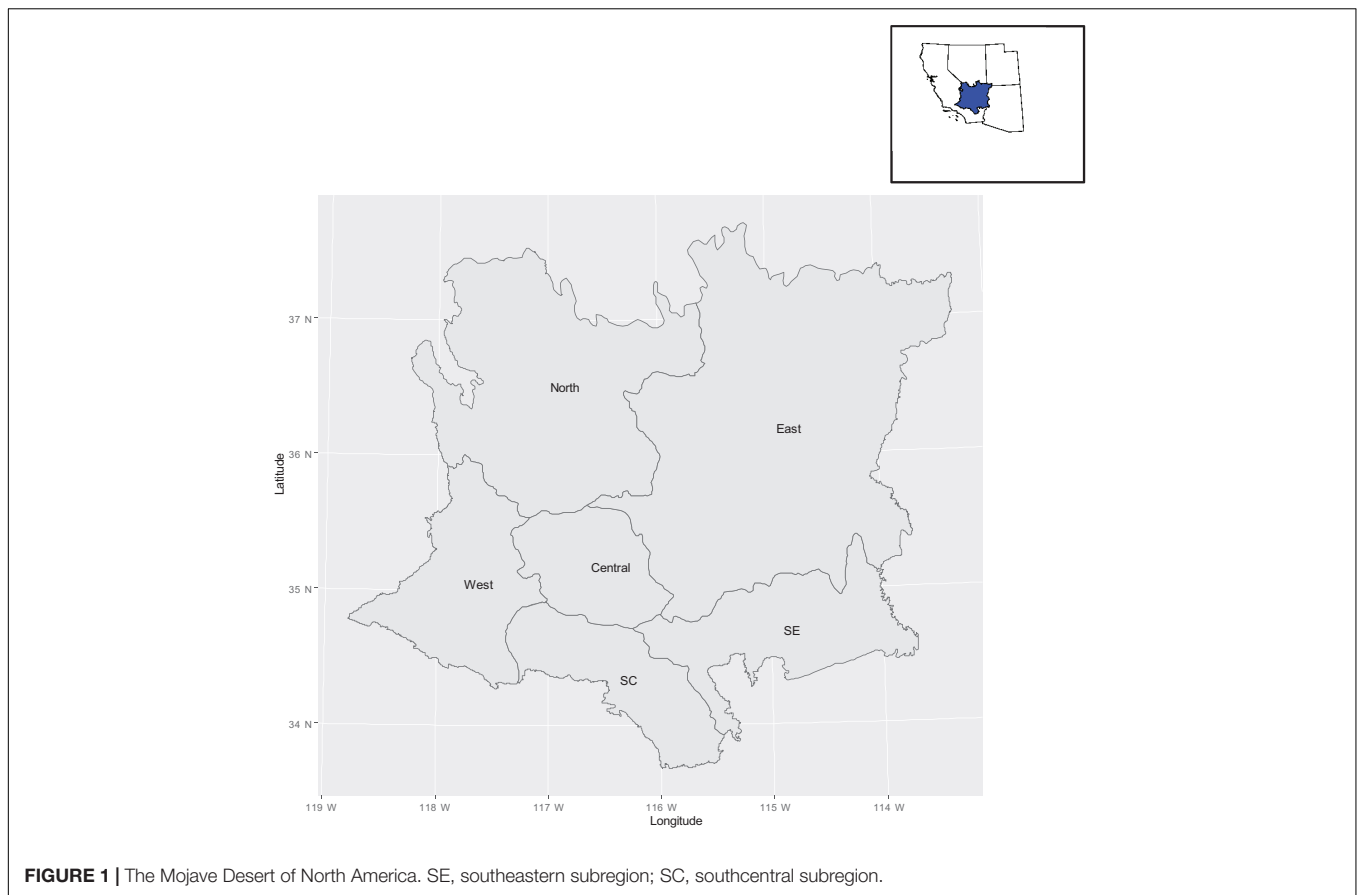 37 N
36 N
35 N
34 N
Latitude
North
East
Central
West
SE
SC
119 W 118 W 117 W 116 W 115 W 114 W
Longitude
FIGURE 1 | The Mojave Desert of North America. SE, southeastern subregion; SC, southcentral subregion.